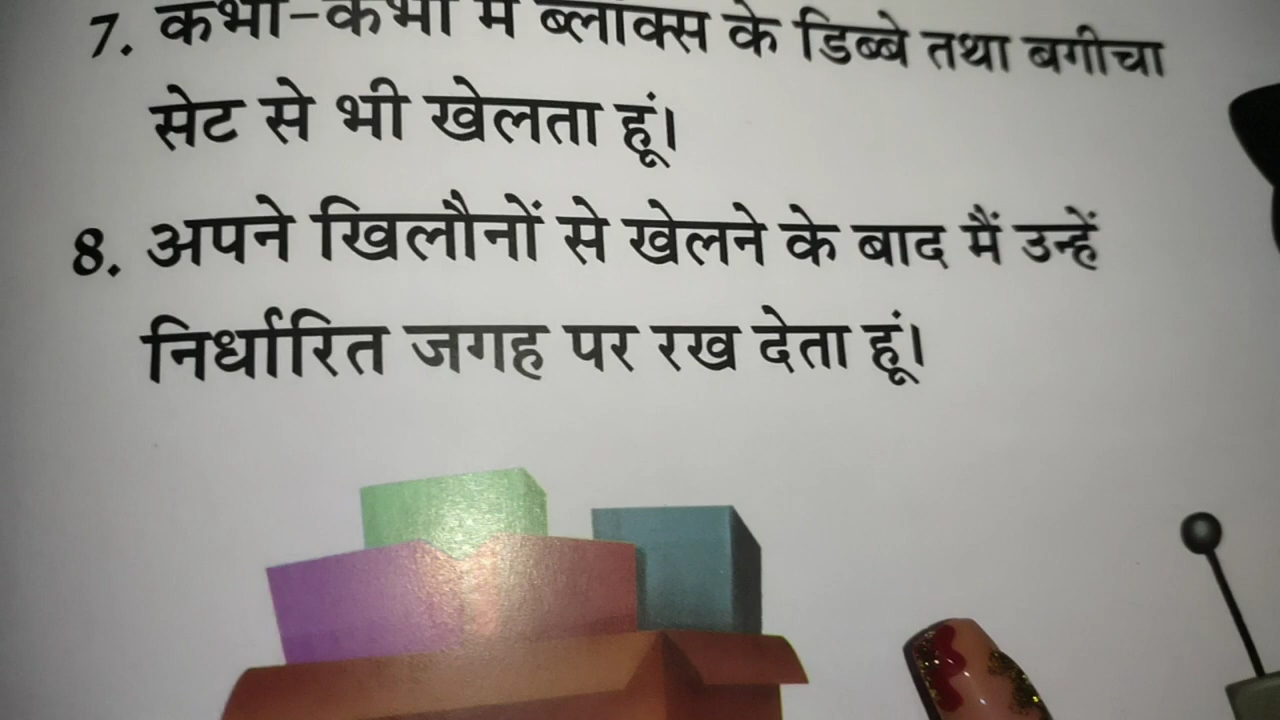 7. कभी-कभी मैं ब्लॉक्स के डिब्बे तथा बगीचा
सेट से भी खेलता हूं।
8. अपने खिलौनों से खेलने के बाद मैं उन्हें
निर्धारित जगह पर रख देता हूं।